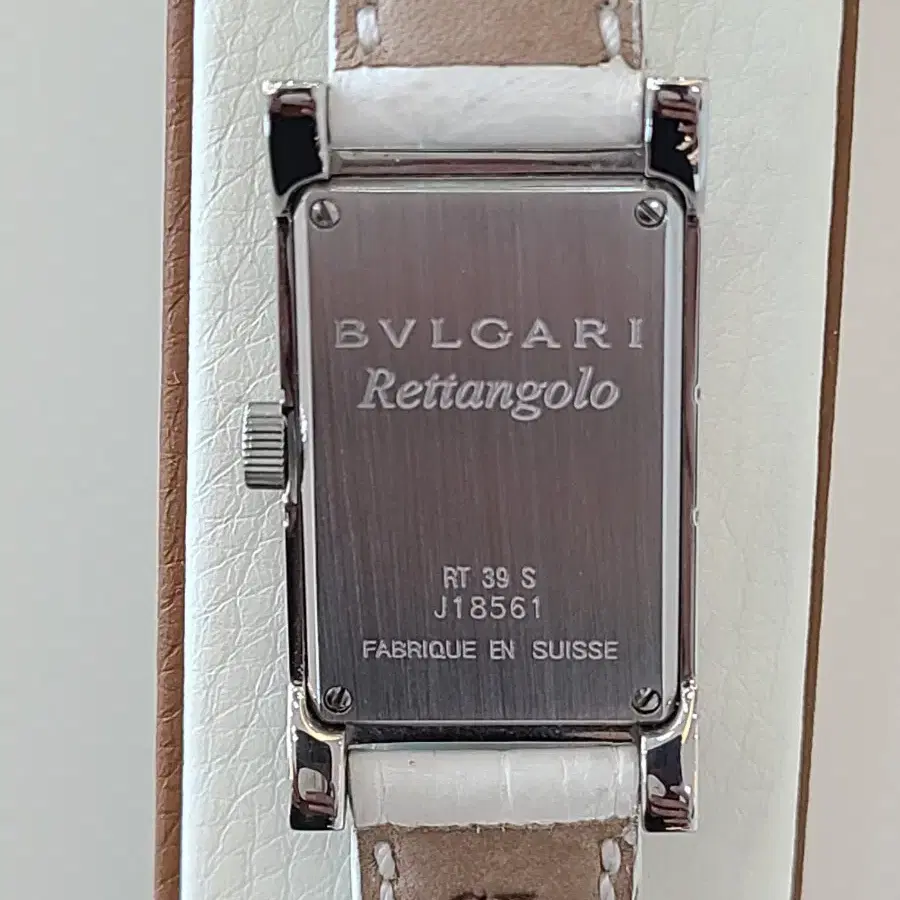 BVLGARI
Rettangolo
RT 39 S
J18561
FABRIQUE EN SUISSE